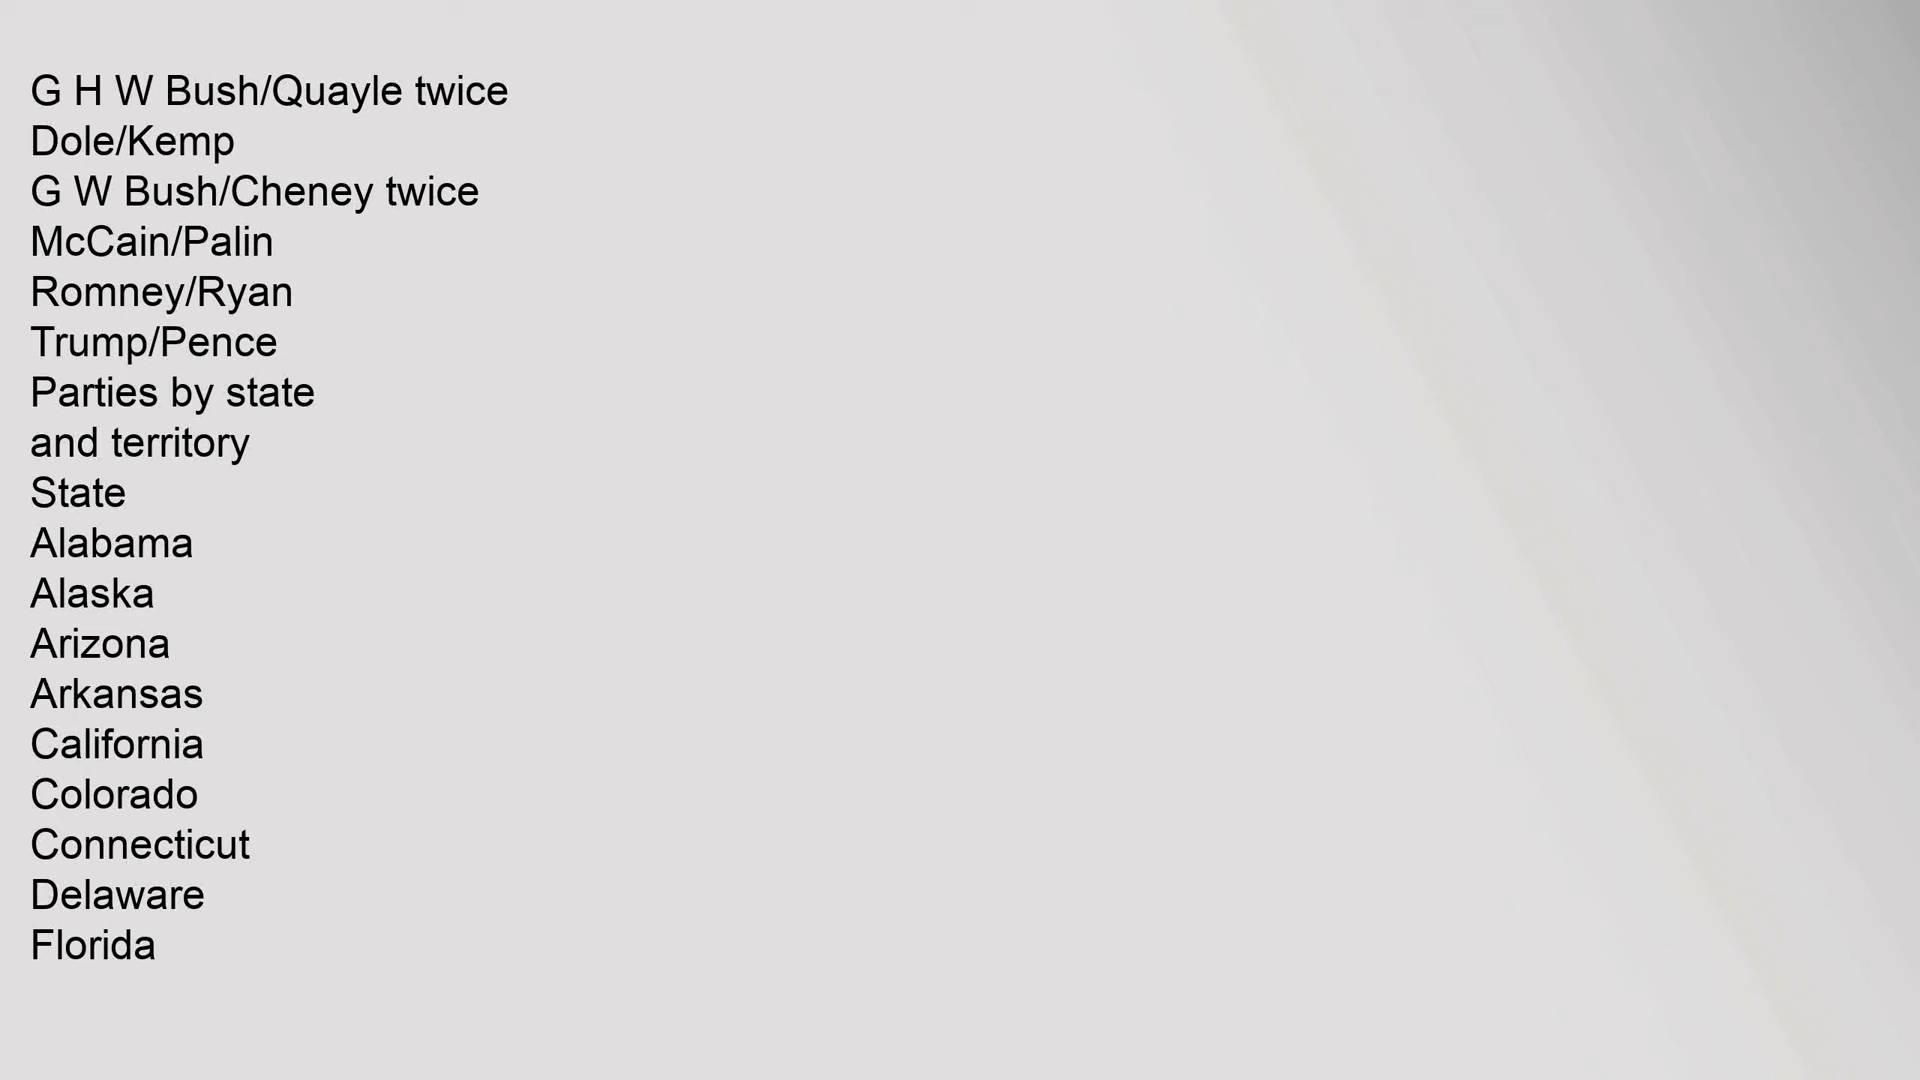 G H W Bush/Quayle twice
Dole/Kemp
G W Bush/Cheney twice
McCain/Palin
Romney/Ryan
Trump/Pence
Parties by state
and territory
State
Alabama
Alaska
Arizona
Arkansas
California
Colorado
Connecticut
Delaware
Florida